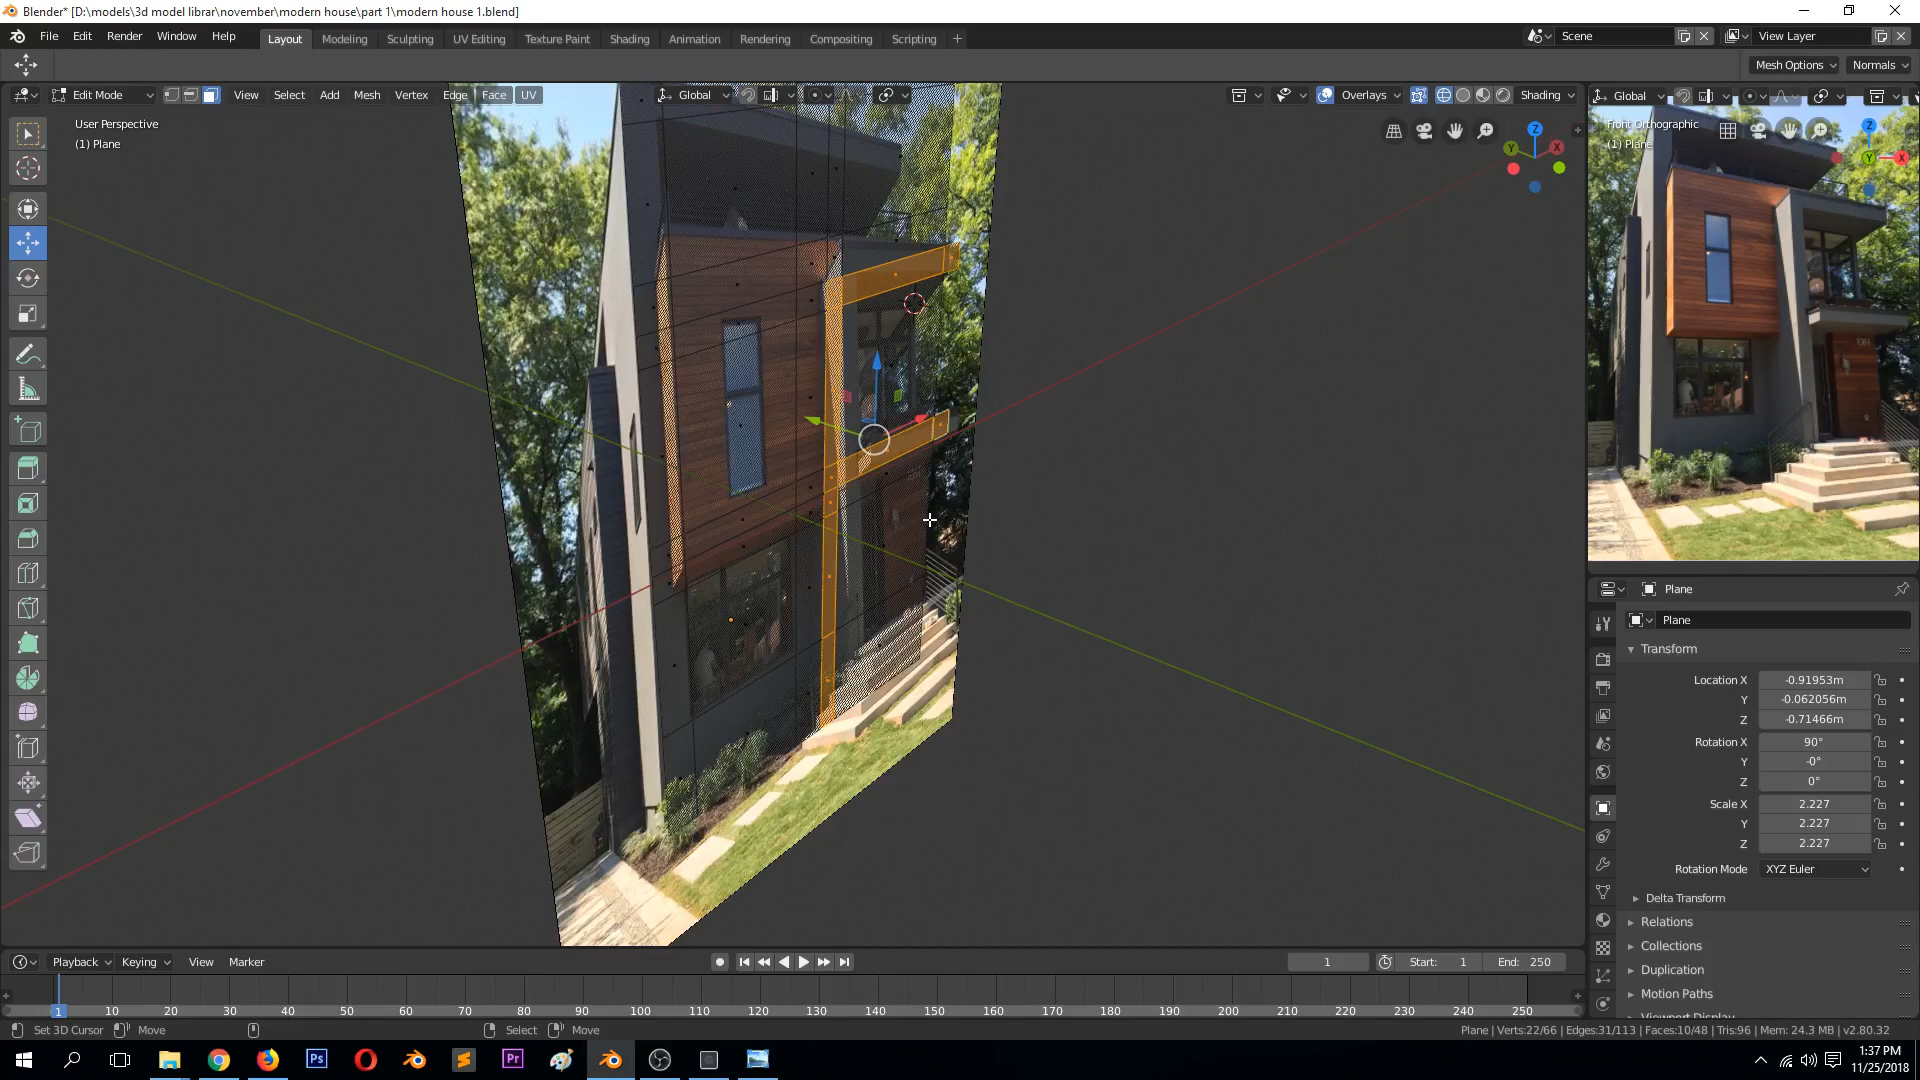 Blender* [D:\models\3d model librar\november\modern house\part 1\modern house 1.blend]
File Edit Render Window Help
Layout Modeling Sculpting UV Editing Texture Paint Shading Animation Rendering Compositing Scripting
Scene
View Layer
Mesh Options Normals
Edit Mode View Select Add Mesh Vertex Edge Face UV
Global
Overlays
Shading
Global
User Perspective
(1) Plane
Front Orthographic
(1) Plane
Z
Y
X
Z
Y
X
1061
Plane
Plane
Transform
Location X -0.91953m
Y -0.062056m
Z -0.71466m
Rotation X 90°
Y -0°
Z 0°
Scale X 2.227
Y 2.227
Z 2.227
Rotation Mode XYZ Euler
Delta Transform
Relations
Collections
Duplication
Motion Paths
Viewport Display
Playback Keying View Marker
1
Start: 1
End: 250
1 10 20 30 40 50 60 70 80 90 100 110 120 130 140 150 160 170 180 190 200 210 220 230 240 250
Set 3D Cursor Move Select Move
Plane | Verts:22/66 | Edges:31/113 | Faces:10/48 | Tris:96 | Mem: 24.3 MB | v2.80.32
Ps
Pr
1:37 PM
11/25/2018